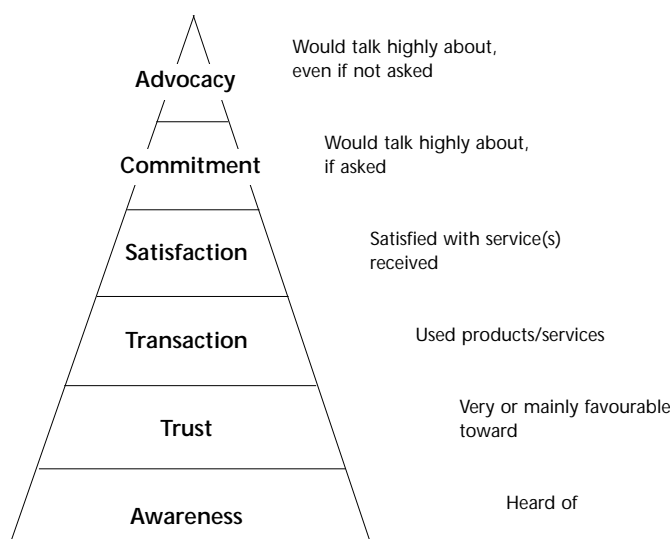 Would talk highly about,
even if not asked
Advocacy
Would talk highly about,
if asked
Commitment
Satisfied with service(s)
received
Satisfaction
Used products/services
Transaction
Very or mainly favourable
toward
Trust
Heard of
Awareness